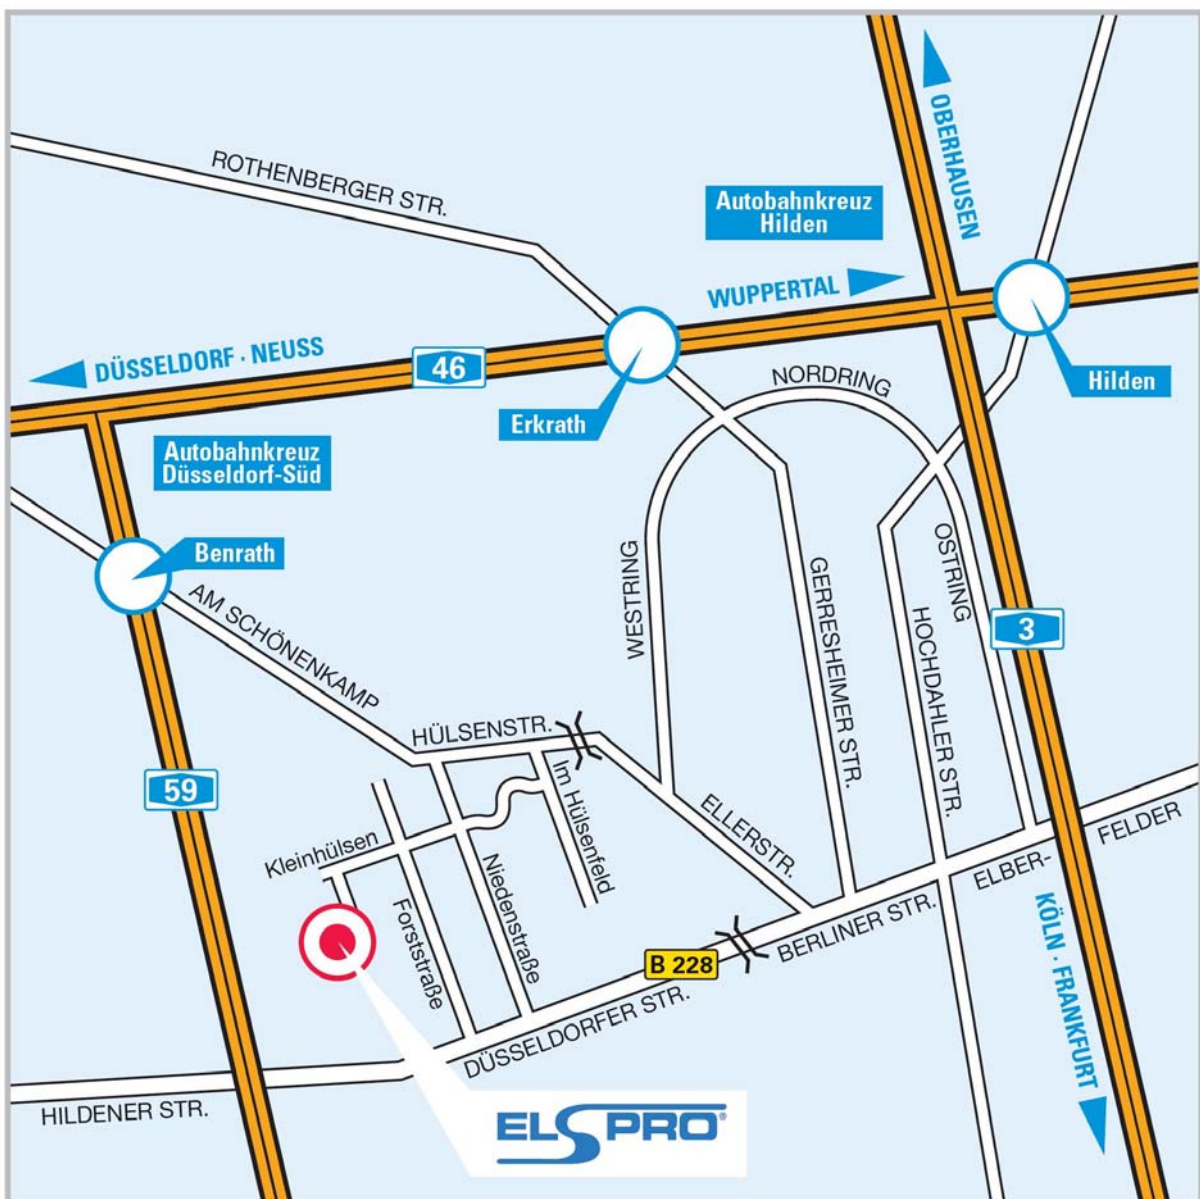 OBERHAUSEN
ROTHENBERGER STR.
Autobahnkreuz
Hilden
WUPPERTAL
DÜSSELDORF · NEUSS
46
NORDRING
Hilden
Erkrath
Autobahnkreuz
Düsseldorf-Süd
Benrath
AM SCHÖNENKAMP
WESTRING
GERRESHEIMER STR.
OSTRING
HOCHDAHLER STR.
3
HÜLSENSTR.
59
Im Hülsenfeld
ELLERSTR.
Kleinhülsen
Niedenstraße
Forststraße
FELDER
ELBER-
BERLINER STR.
B 228
DÜSSELDORFER STR.
KÖLN · FRANKFURT
HILDENER STR.
ELSPRO®